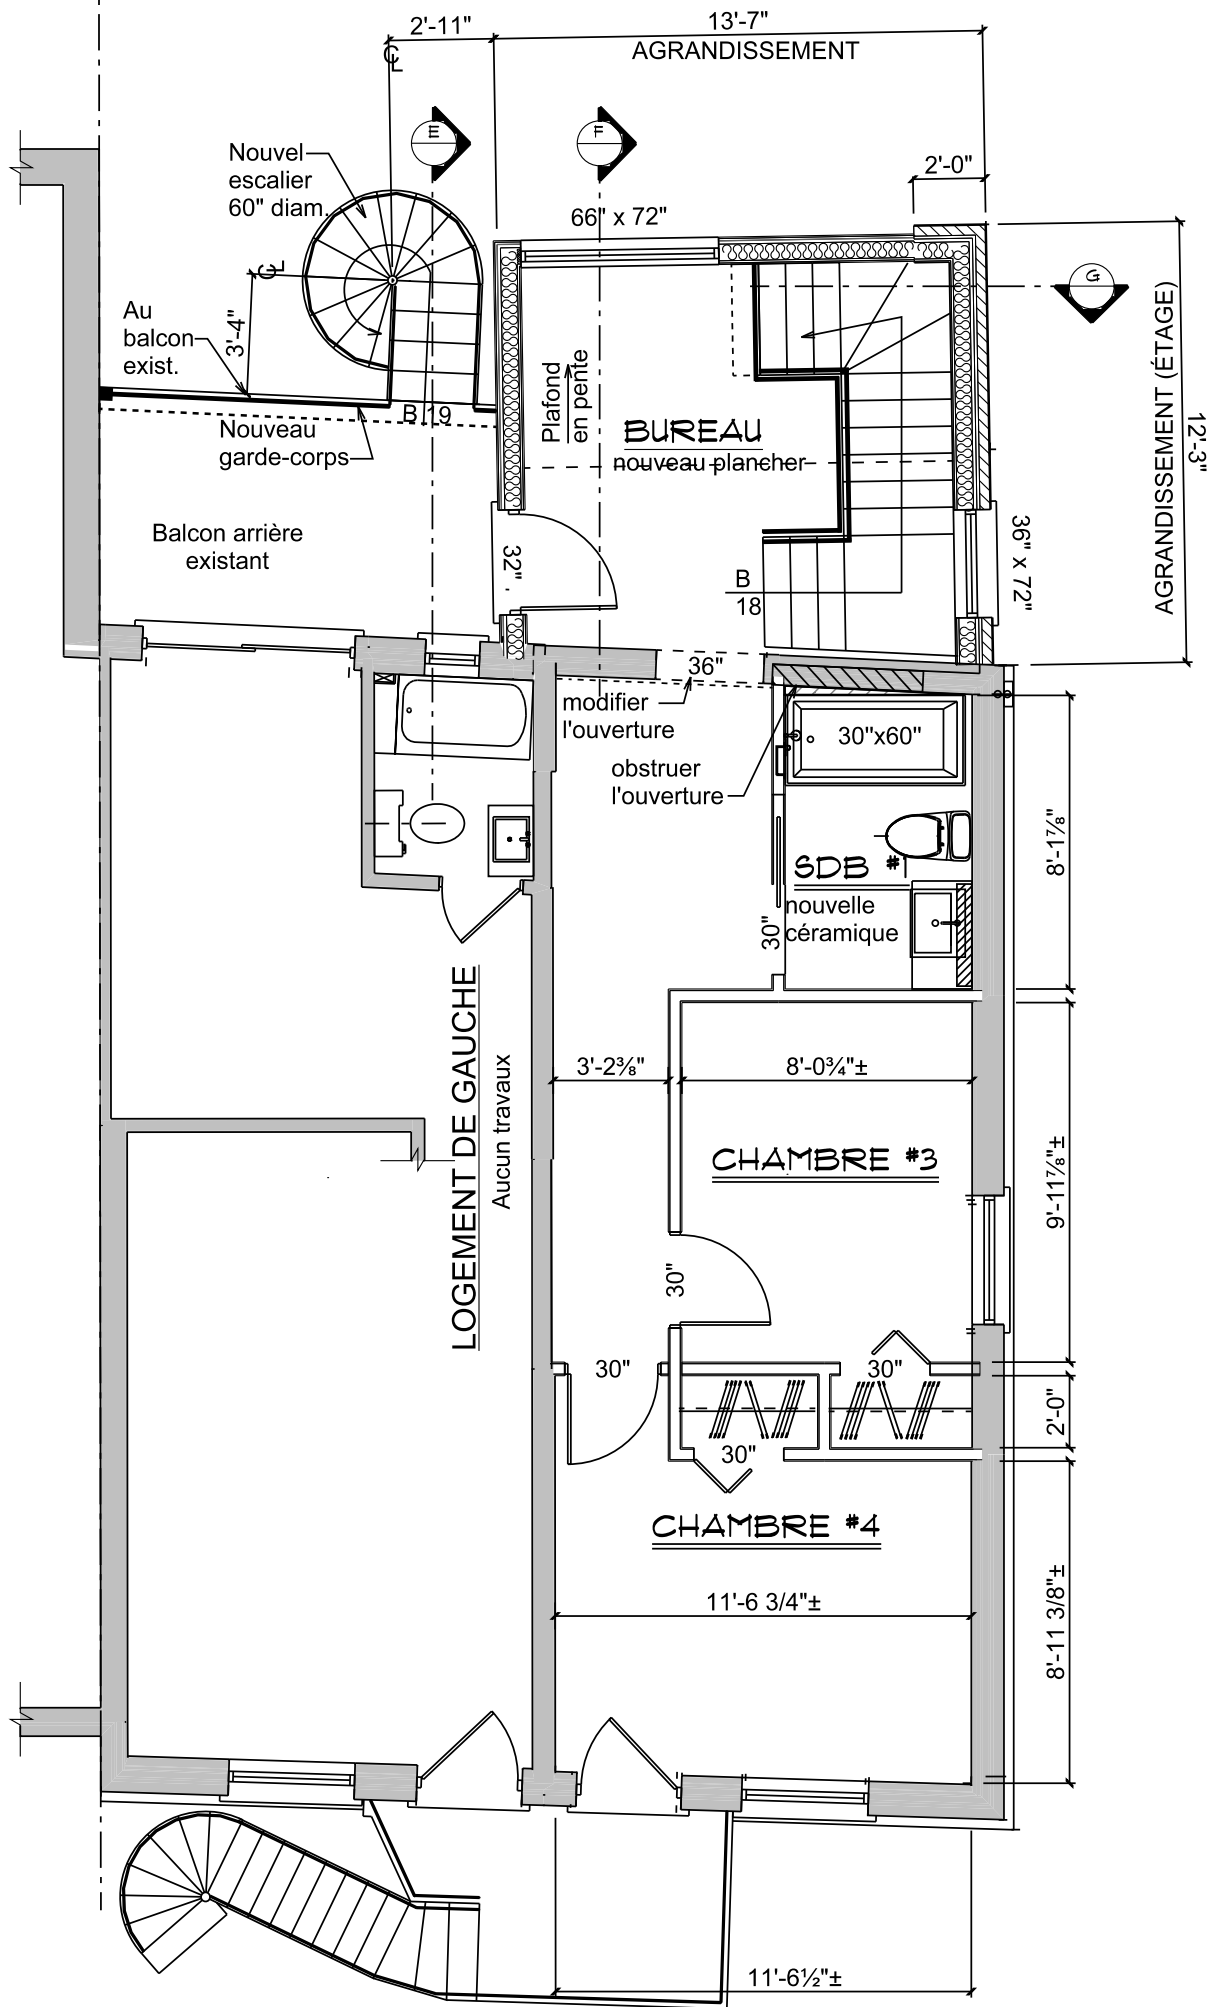 2'-11"
13'-7"
AGRANDISSEMENT
C
L
E
F
Nouvel
escalier
60" diam.
2'-0"
66" x 72"
C
L
G
Au
balcon
exist.
3'-4"
AGRANDISSEMENT (ÉTAGE)
12'-3"
Plafond
en pente
B 19
BUREAU
nouveau plancher
Nouveau
garde-corps
Balcon arrière
existant
32"
36" x 72"
B
18
36"
modifier
l'ouverture
30"x60"
obstruer
l'ouverture
8'-1⅞"
SDB #1
nouvelle
céramique
30"
LOGEMENT DE GAUCHE
Aucun travaux
3'-2⅜"
8'-0¾"±
CHAMBRE #3
9'-11⅞"±
30"
30"
30"
2'-0"
30"
CHAMBRE #4
11'-6 3/4"±
8'-11 3/8"±
11'-6½"±